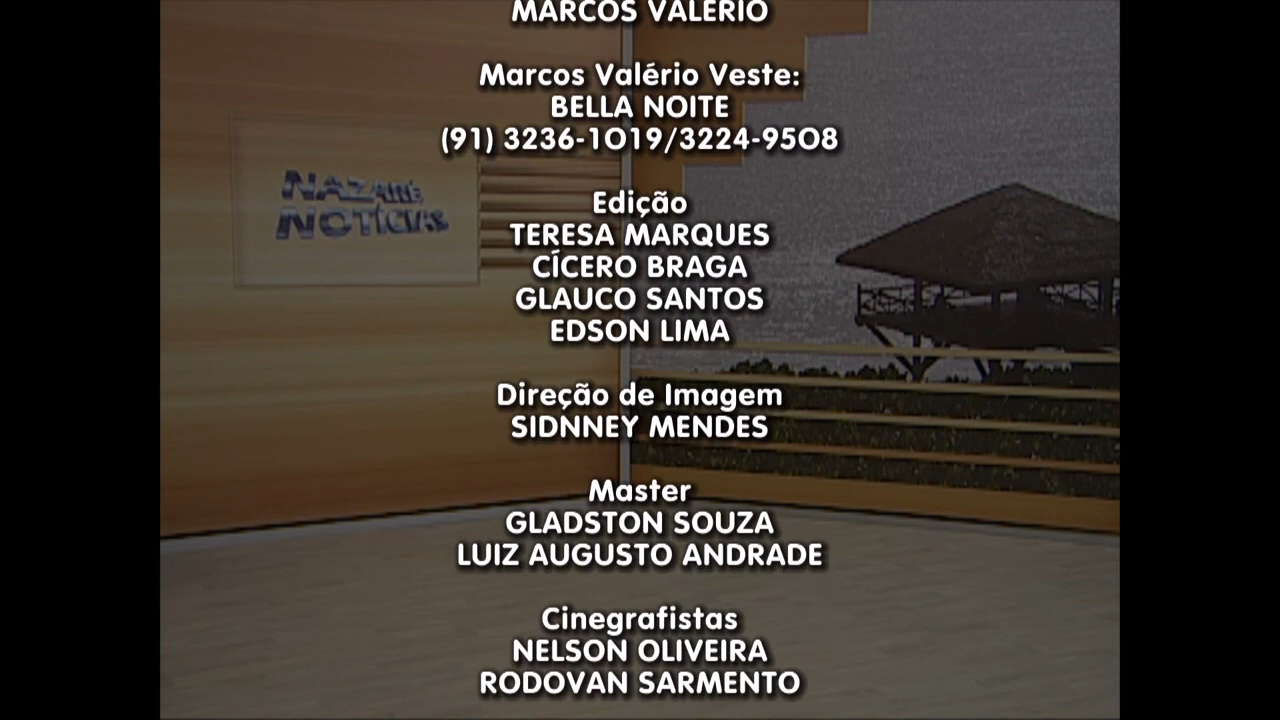 MARCOS VALÉRIO
Marcos Valério Veste:
BELLA NOITE
(91) 3236-1019/3224-9508
NAZARÉ
NOTÍCIAS
Edição
TERESA MARQUES
CÍCERO BRAGA
GLAUCO SANTOS
EDSON LIMA
Direção de Imagem
SIDNNEY MENDES
Master
GLADSTON SOUZA
LUIZ AUGUSTO ANDRADE
Cinegrafistas
NELSON OLIVEIRA
RODOVAN SARMENTO